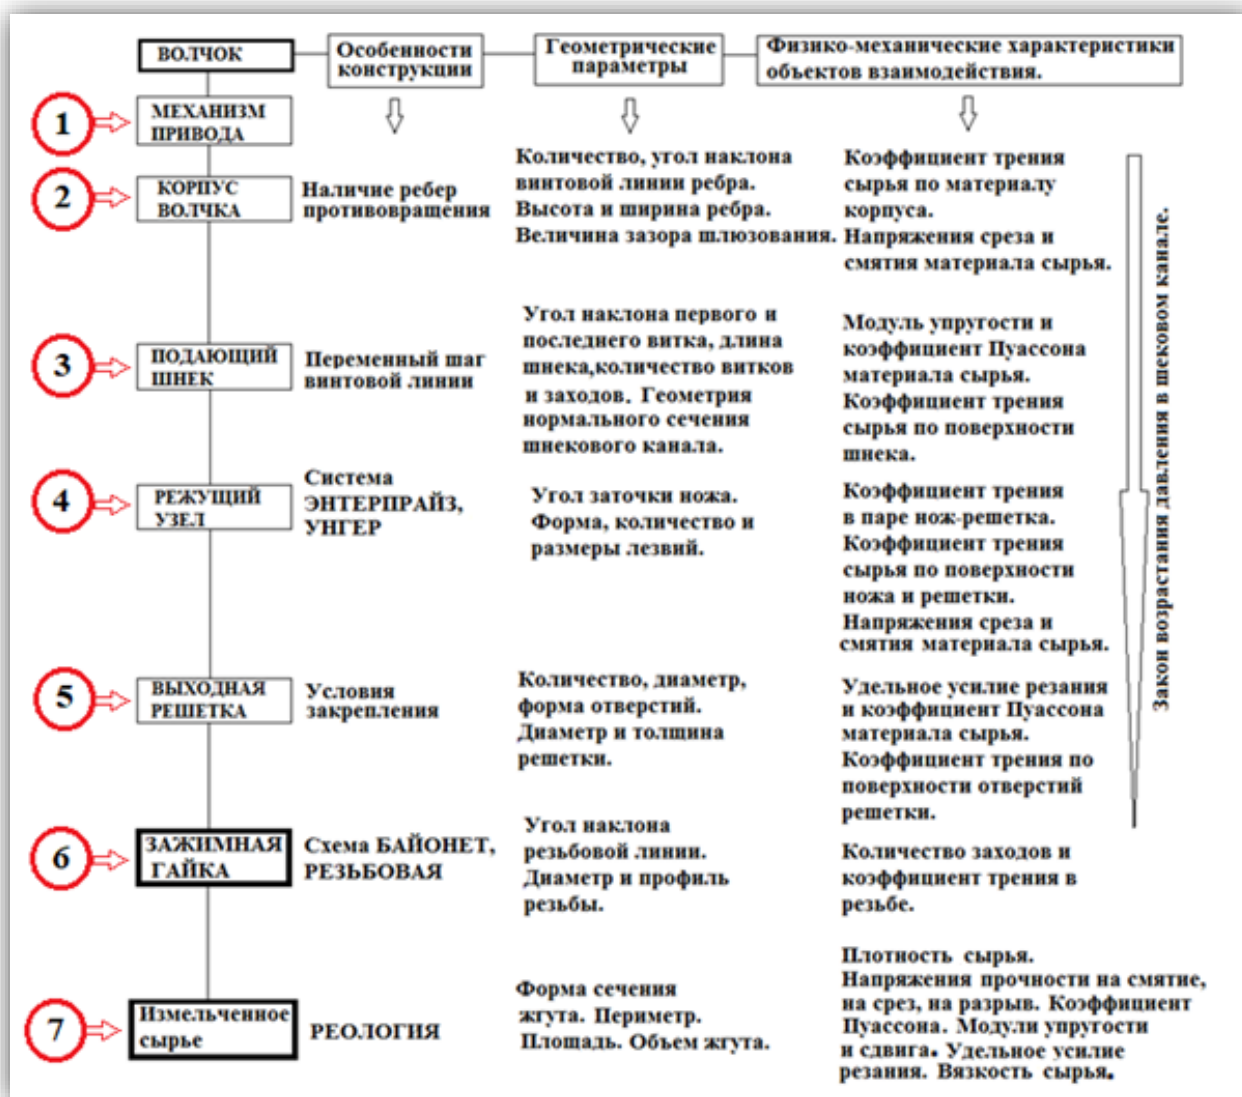 ВОЛЧОК
Особенности
конструкции
Геометрические
параметры
Физико-механические характеристики
объектов взаимодействия.
1
МЕХАНИЗМ
ПРИВОДА
2
КОРПУС
ВОЛЧКА
Наличие ребер
противовращения
Количество, угол наклона
винтовой линии ребра.
Высота и ширина ребра.
Величина зазора шлюзования.
Коэффициент трения
сырья по материалу
корпуса.
Напряжения среза и
смятия материала сырья.
3
ПОДАЮЩИЙ
ШНЕК
Переменный шаг
винтовой линии
Угол наклона первого и
последнего витка, длина
шнека,количество витков
и заходов. Геометрия
нормального сечения
шнекового канала.
Модуль упругости и
коэффициент Пуассона
материала сырья.
Коэффициент трения
сырья по поверхности
шнека.
4
РЕЖУЩИЙ
УЗЕЛ
Система
ЭНТЕРПРАЙЗ,
УНГЕР
Угол заточки ножа.
Форма, количество и
размеры лезвий.
Коэффициент трения
в паре нож-решетка.
Коэффициент трения
сырья по поверхности
ножа и решетки.
Напряжения среза и
смятия материала сырья.
5
ВЫХОДНАЯ
РЕШЕТКА
Условия
закрепления
Количество, диаметр,
форма отверстий.
Диаметр и толщина
решетки.
Удельное усилие резания
и коэффициент Пуассона
материала сырья.
Коэффициент трения по
поверхности отверстий
решетки.
6
ЗАЖИМНАЯ
ГАЙКА
Схема БАЙОНЕТ,
РЕЗЬБОВАЯ
Угол наклона
резьбовой линии.
Диаметр и профиль
резьбы.
Количество заходов и
коэффициент трения в
резьбе.
7
Измельченное
сырье
РЕОЛОГИЯ
Форма сечения
жгута. Периметр.
Площадь. Объем жгута.
Плотность сырья.
Напряжения прочности на смятие,
на срез, на разрыв. Коэффициент
Пуассона. Модули упругости
и сдвига. Удельное усилие
резания. Вязкость сырья.
Закон возрастания давления в шековом канале.